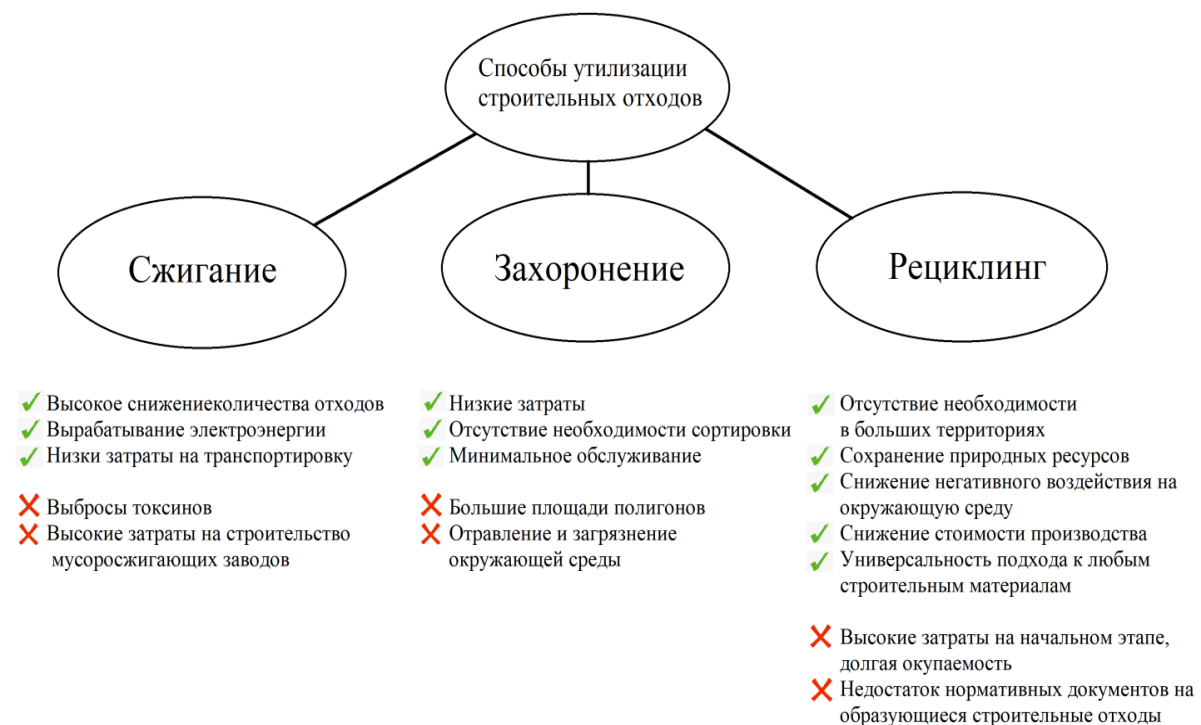 Способы утилизации
строительных отходов
Сжигание
Захоронение
Рециклинг
Высокое снижениеколичества отходов
Вырабатывание электроэнергии
Низки затраты на транспортировку
Выбросы токсинов
Высокие затраты на строительство
мусоросжигающих заводов
Низкие затраты
Отсутствие необходимости сортировки
Минимальное обслуживание
Большие площади полигонов
Отравление и загрязнение
окружающей среды
Отсутствие необходимости
в больших территориях
Сохранение природных ресурсов
Снижение негативного воздействия на
окружающую среду
Снижение стоимости производства
Универсальность подхода к любым
строительным материалам
Высокие затраты на начальном этапе,
долгая окупаемость
Недостаток нормативных документов на
образующиеся строительные отходы